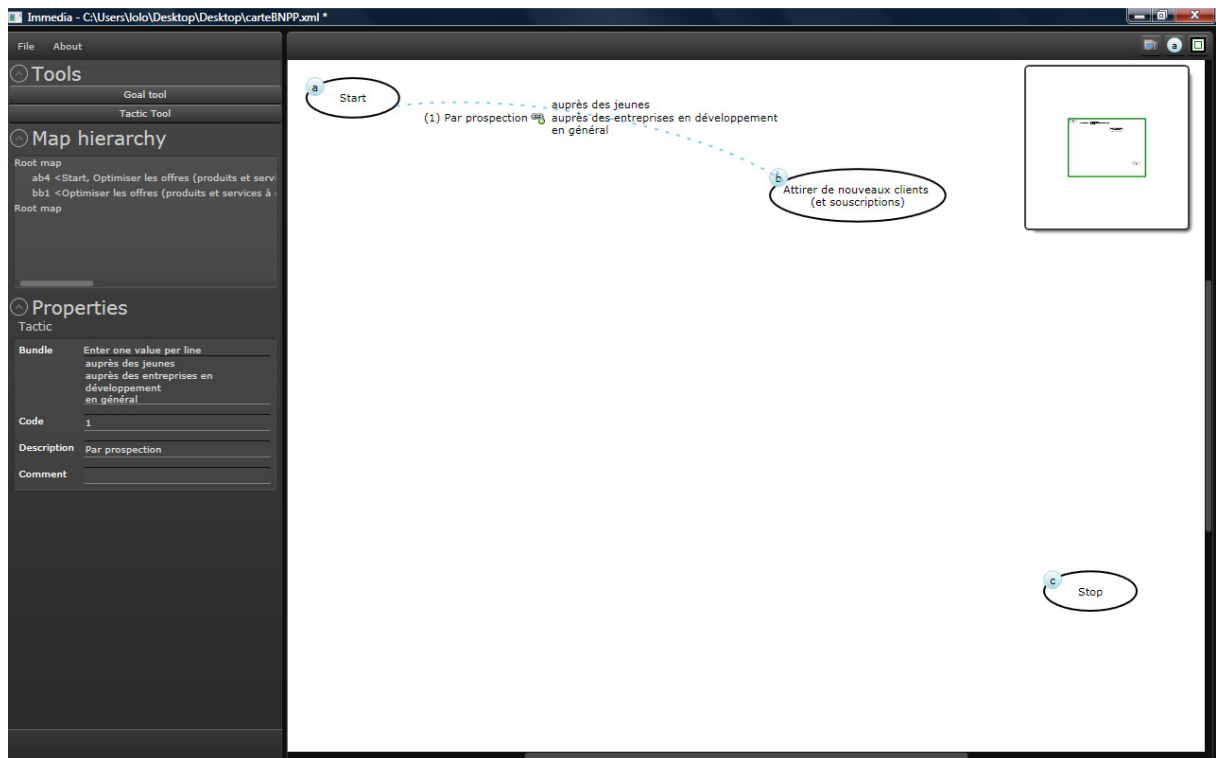 Immedia - C:\Users\lolo\Desktop\Desktop\carteBNPP.xml *
File About
Tools
Goal tool
Tactic Tool
Map hierarchy
Root map
ab4 <Start, Optimiser les offres (produits et servi
bb1 <Optimiser les offres (produits et services à
Root map
Properties
Tactic
Bundle Enter one value per line
auprès des jeunes
auprès des entreprises en
développement
en général
Code 1
Description Par prospection
Comment
a
a
Start
auprès des jeunes
(1) Par prospection auprès des entreprises en développement
en général
b
Attirer de nouveaux clients
(et souscriptions)
c
Stop